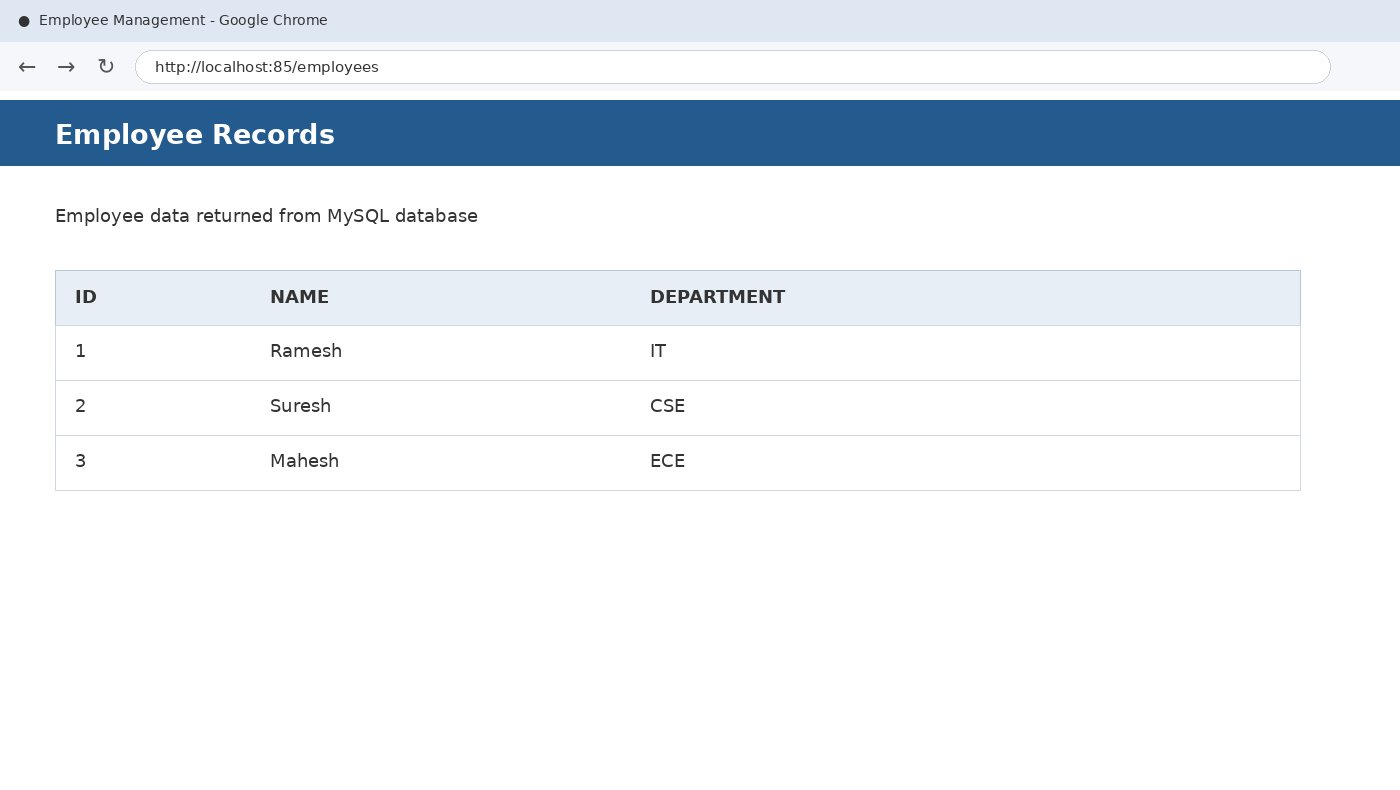 Employee Management - Google Chrome
http://localhost:85/employees
Employee Records
Employee data returned from MySQL database
ID NAME DEPARTMENT
1 Ramesh IT
2 Suresh CSE
3 Mahesh ECE